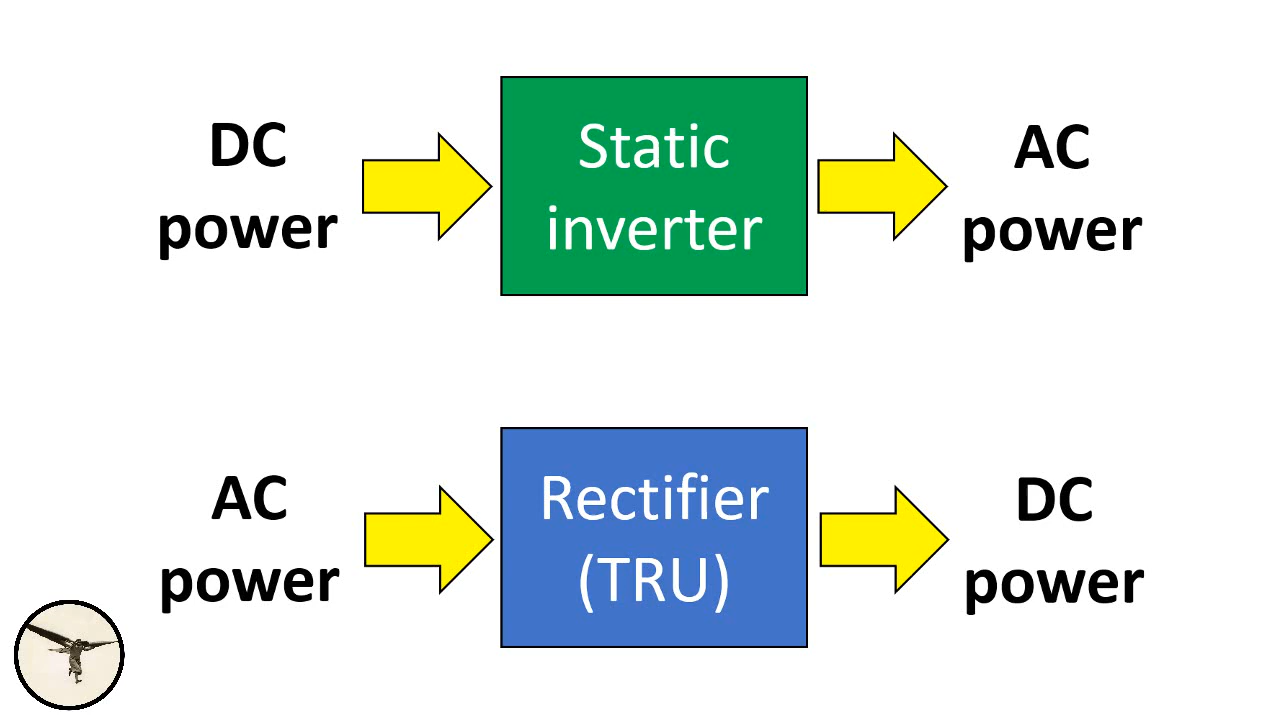 DC
power
Static
inverter
AC
power
AC
power
Rectifier
(TRU)
DC
power